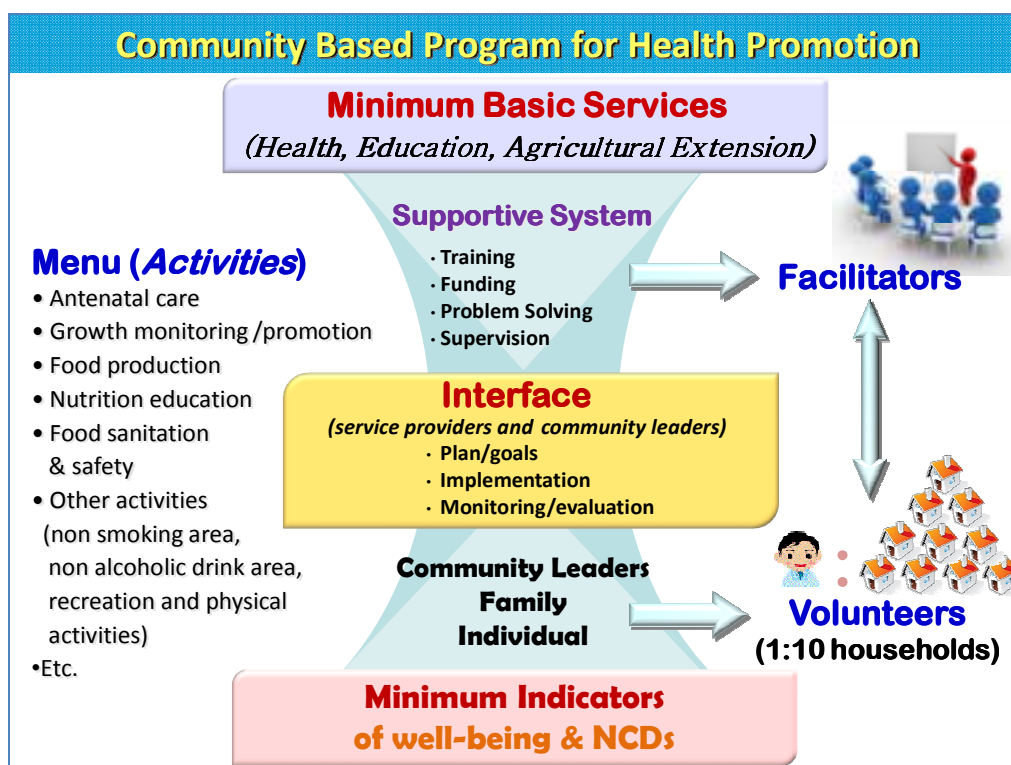 Community Based Program for Health Promotion
Minimum Basic Services
(Health, Education, Agricultural Extension)
Supportive System
· Training
· Funding
· Problem Solving
· Supervision
Facilitators
Menu (Activities)
• Antenatal care
• Growth monitoring /promotion
• Food production
• Nutrition education
• Food sanitation
& safety
• Other activities
(non smoking area,
non alcoholic drink area,
recreation and physical
activities)
•Etc.
Interface
(service providers and community leaders)
· Plan/goals
· Implementation
· Monitoring/evaluation
Community Leaders
Family
Individual
:
Volunteers
(1:10 households)
Minimum Indicators
of well-being & NCDs